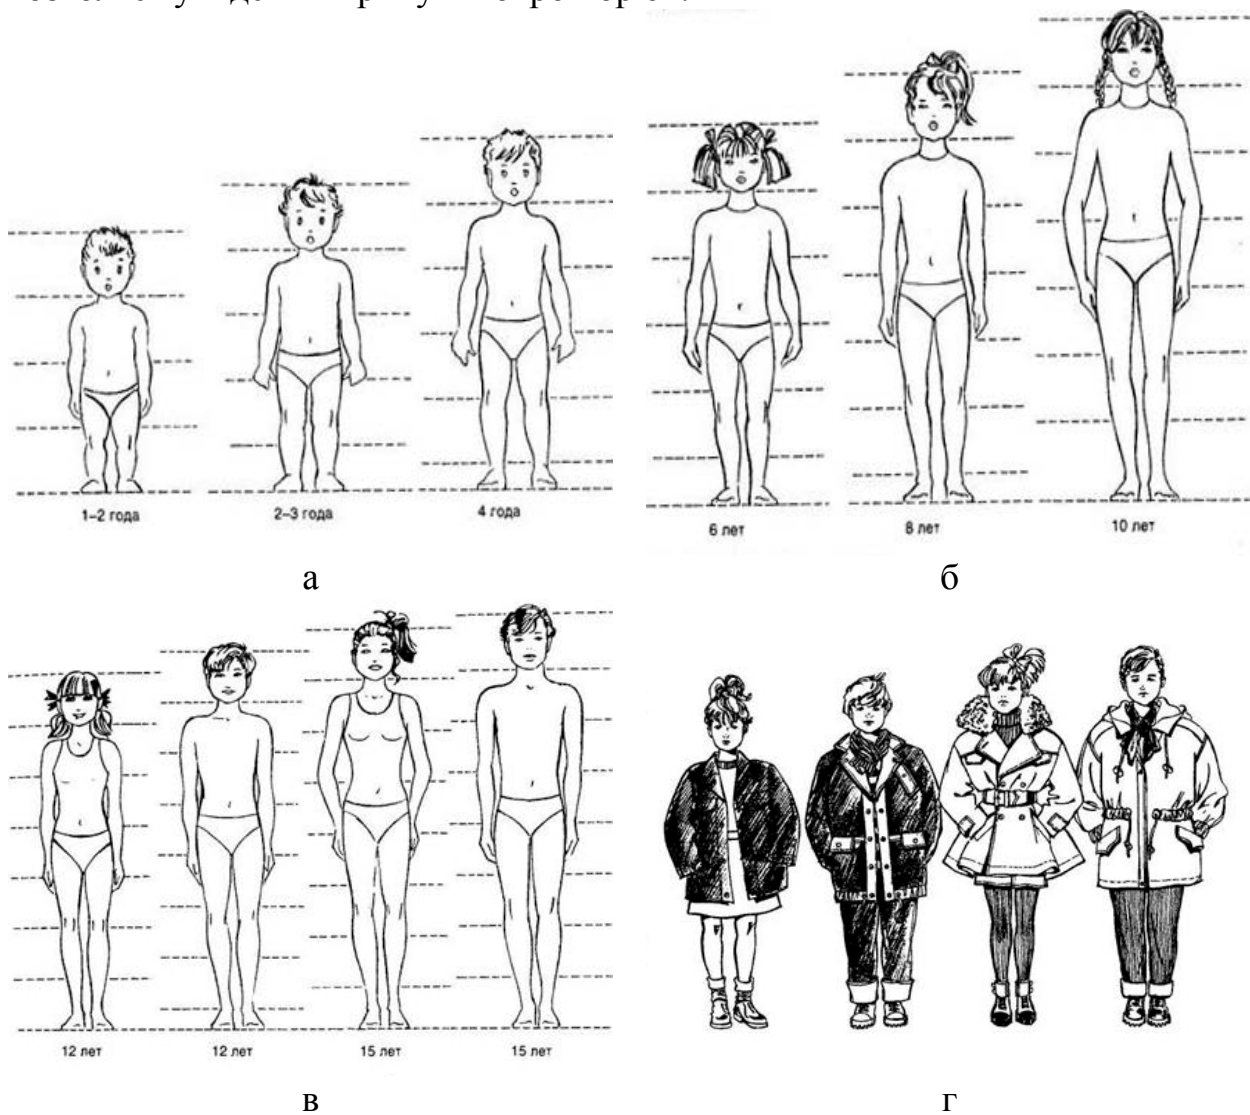 1–2 года 2–3 года 4 года
6 лет 8 лет 10 лет
а б
12 лет 12 лет 15 лет 15 лет
в г